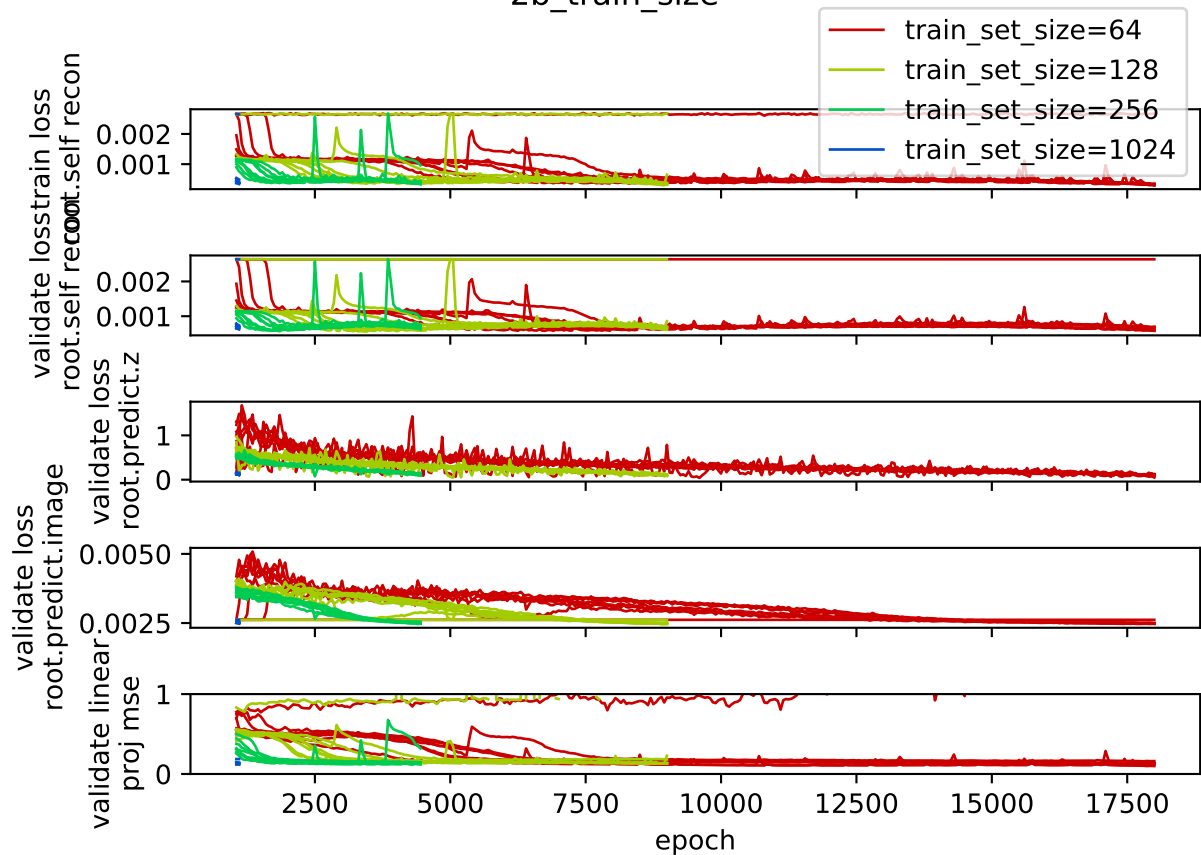 2b_train_size
train_set_size=64
train_set_size=128
train_set_size=256
train_set_size=1024
train loss
root.self recon
0.002
0.001
validate loss
root.self recon
0.002
0.001
validate loss
root.predict.z
1
0
validate loss
root.predict.image
0.0050
0.0025
validate linear
proj mse
1
0
2500 5000 7500 10000 12500 15000 17500
epoch